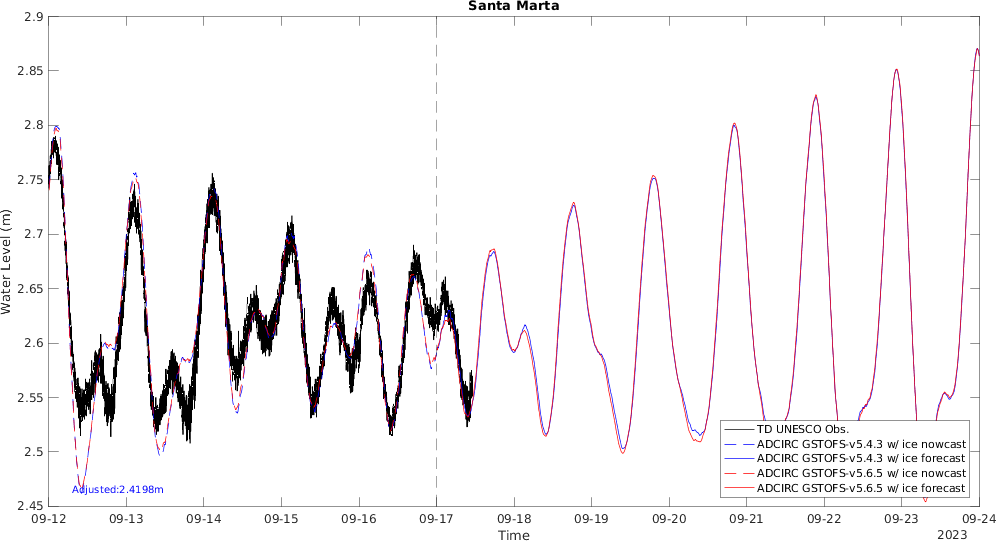 Santa Marta
2.9
2.85
2.8
2.75
2.7
2.65
2.6
2.55
2.5
2.45
Water Level (m)
Adjusted:2.4198m
TD UNESCO Obs.
ADCIRC GSTOFS-v5.4.3 w/ ice nowcast
ADCIRC GSTOFS-v5.4.3 w/ ice forecast
ADCIRC GSTOFS-v5.6.5 w/ ice nowcast
ADCIRC GSTOFS-v5.6.5 w/ ice forecast
09-12 09-13 09-14 09-15 09-16 09-17 09-18 09-19 09-20 09-21 09-22 09-23 09-24
Time
2023